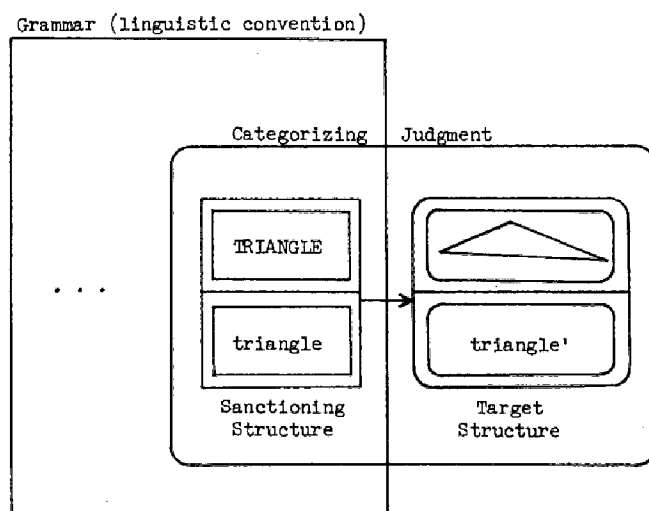 Grammar (linguistic convention)
Categorizing Judgment
TRIANGLE
. . .
triangle
triangle'
Sanctioning
Structure
Target
Structure